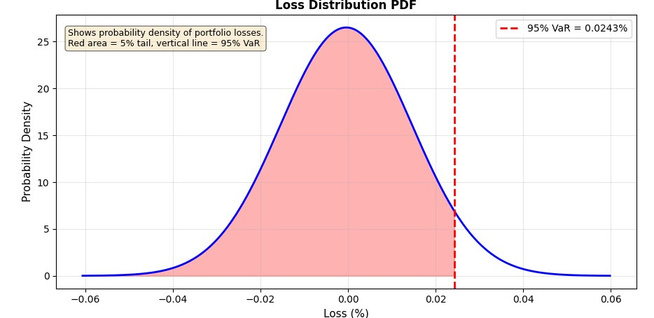 Loss Distribution PDF
Shows probability density of portfolio losses.
Red area = 5% tail, vertical line = 95% VaR
95% VaR = 0.0243%
Probability Density
25
20
15
10
5
0
−0.06 −0.04 −0.02 0.00 0.02 0.04 0.06
Loss (%)